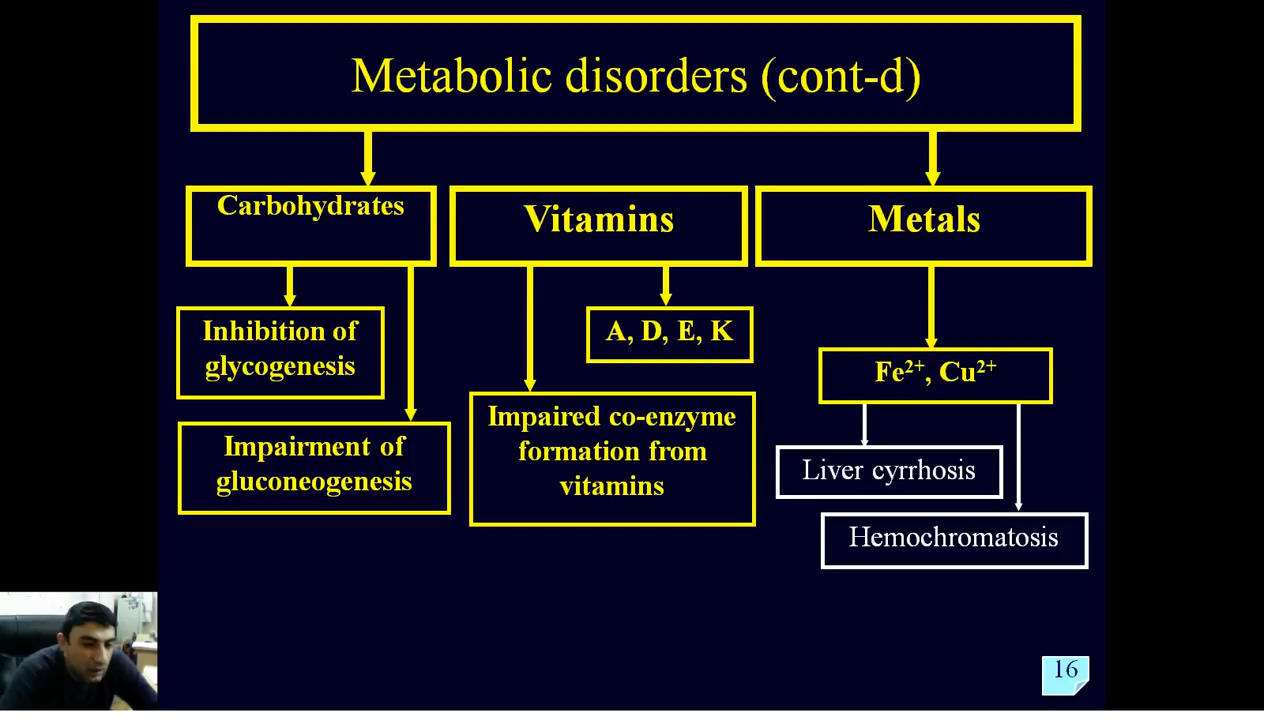 Metabolic disorders (cont-d)
Carbohydrates
Vitamins
Metals
Inhibition of
glycogenesis
Impairment of
gluconeogenesis
A, D, E, K
Impaired co-enzyme
formation from
vitamins
Fe²⁺, Cu²⁺
Liver cyrrhosis
Hemochromatosis
16